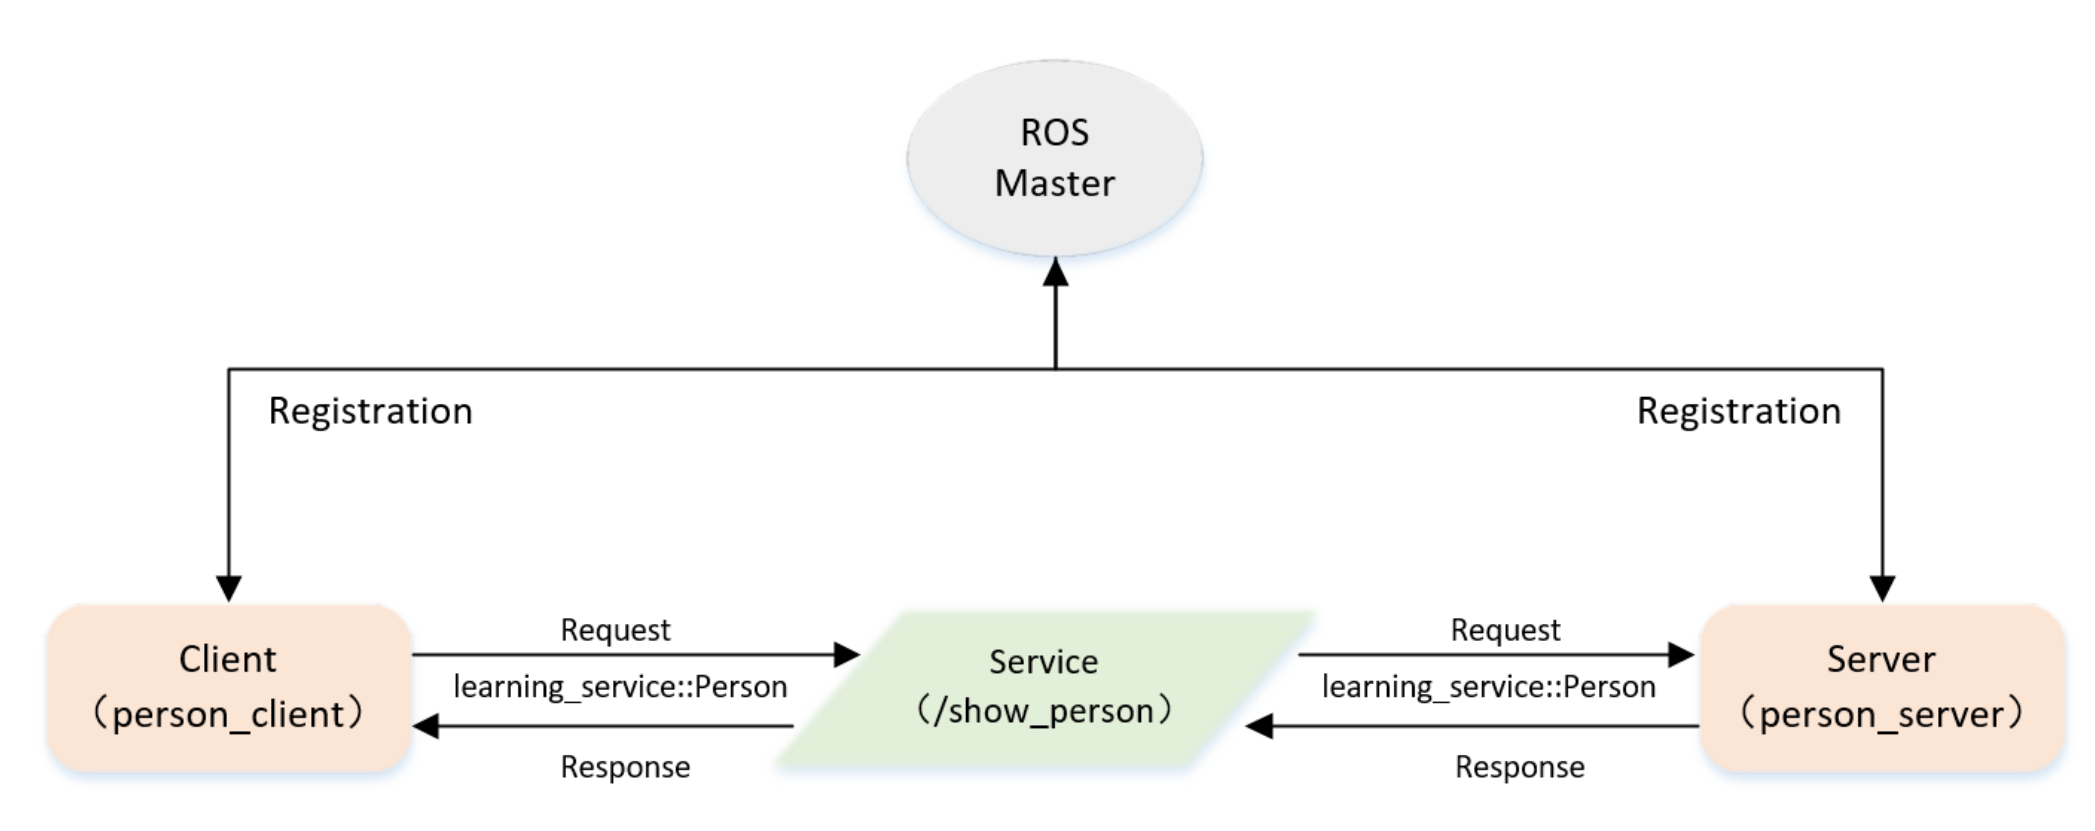 ROS
Master
Registration
Registration
Client
（person_client）
Request
learning_service::Person
Response
Service
（/show_person）
Request
learning_service::Person
Response
Server
（person_server）